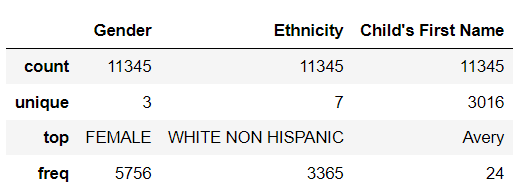 Gender Ethnicity Child's First Name
count 11345 11345 11345
unique 3 7 3016
top FEMALE WHITE NON HISPANIC Avery
freq 5756 3365 24